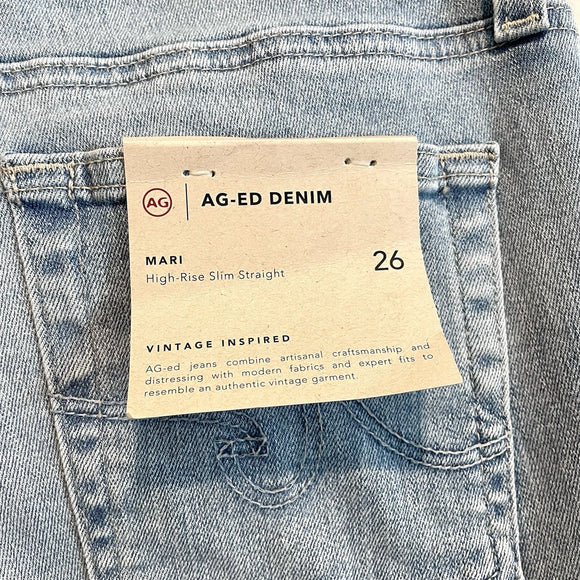 AG | AG-ED DENIM
MARI 26
High-Rise Slim Straight
VINTAGE INSPIRED
AG-ed jeans combine artisanal craftsmanship and
distressing with modern fabrics and expert fits to
resemble an authentic vintage garment.